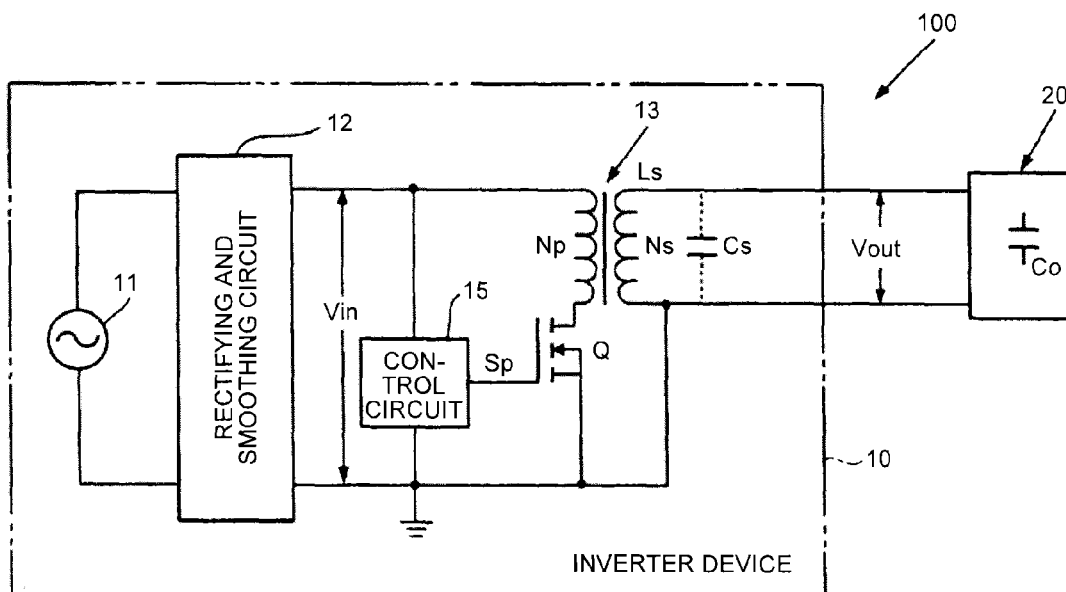 100
12
13
20
Ls
RECTIFYING AND
SMOOTHING CIRCUIT
Np
Ns
Cs
Vout
Co
11
Vin
15
CON-
TROL
CIRCUIT
Sp
Q
10
INVERTER DEVICE